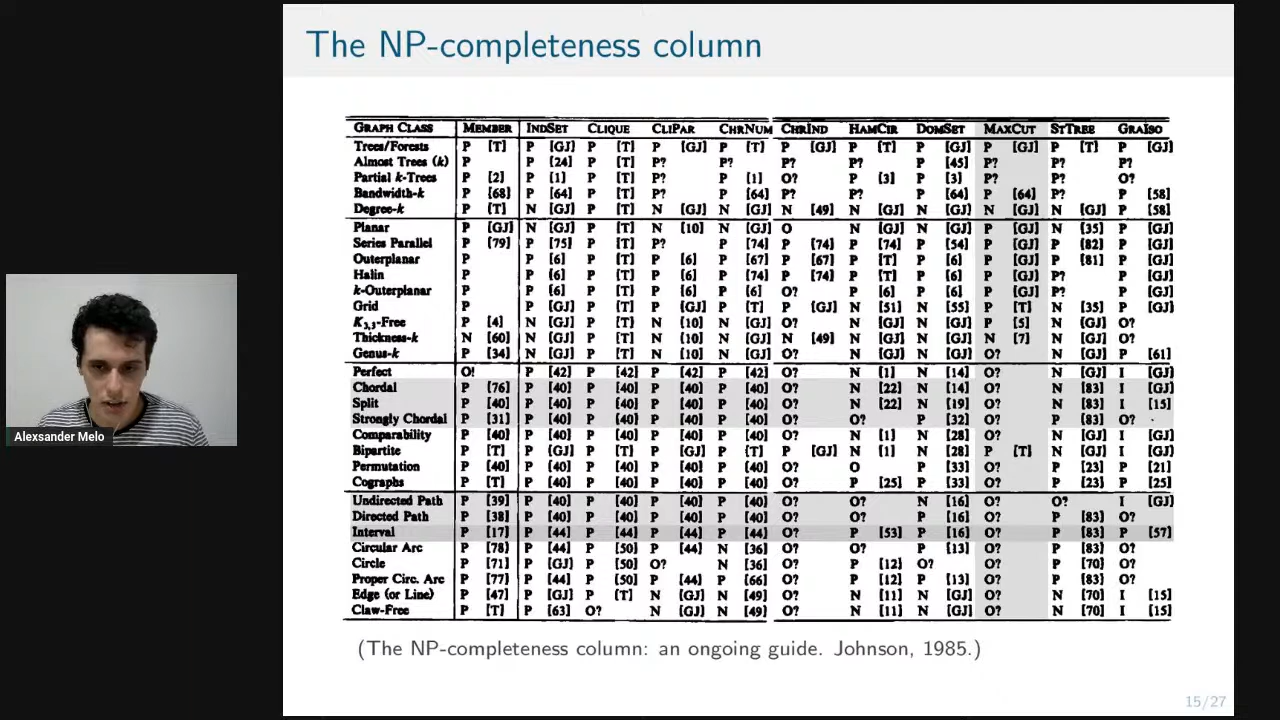 The NP-completeness column
GRAPH CLASS MEMBER INDSET CLIQUE CLIPAR CHRNUM CHRIND HAMCIR DOMSET MAXCUT STTREE GRAISO
Trees/Forests P [T] P [GJ] P [T] P [GJ] P [T] P [GJ] P [T] P [GJ] P [GJ] P [T] P [GJ]
Almost Trees (k) P P [24] P [T] P? P? P? P? P [45] P? P? P?
Partial k-Trees P [2] P [1] P [T] P? P [1] O? P [3] P [3] P? P? O?
Bandwidth-k P [68] P [64] P [T] P? P [64] P? P? P [64] P [64] P? P [58]
Degree-k P [T] N [GJ] P [T] N [GJ] N [GJ] N [49] N [GJ] N [GJ] N [GJ] N [GJ] P [58]
Planar P [GJ] N [GJ] P [T] N [10] N [GJ] O N [GJ] N [GJ] P [GJ] N [35] P [GJ]
Series Parallel P [79] P [75] P [T] P? P [74] P [74] P [74] P [54] P [GJ] P [82] P [GJ]
Outerplanar P P [6] P [T] P [6] P [67] P [67] P [T] P [6] P [GJ] P [81] P [GJ]
Halin P P [6] P [T] P [6] P [74] P [74] P [T] P [6] P [GJ] P? P [GJ]
k-Outerplanar P P [6] P [T] P [6] P [6] O? P [6] P [6] P [GJ] P? P [GJ]
Grid P P [GJ] P [T] P [GJ] P [T] P [GJ] N [51] N [55] P [T] N [35] P [GJ]
K3,3-Free P [4] N [GJ] P [T] N [10] N [GJ] O? N [GJ] N [GJ] P [5] N [GJ] O?
Thickness-k N [60] N [GJ] P [T] N [10] N [GJ] N [49] N [GJ] N [GJ] N [7] N [GJ] O?
Genus-k P [34] N [GJ] P [T] N [10] N [GJ] O? N [GJ] N [GJ] O? N [GJ] P [61]
Perfect O! P [42] P [42] P [42] P [42] O? N [1] N [14] O? N [GJ] I [GJ]
Chordal P [76] P [40] P [40] P [40] P [40] O? N [22] N [14] O? N [83] I [GJ]
Split P [40] P [40] P [40] P [40] P [40] O? N [22] N [19] O? N [83] I [15]
Strongly Chordal P [31] P [40] P [40] P [40] P [40] O? O? P [32] O? P [83] O?
Comparability P [40] P [40] P [40] P [40] P [40] O? N [1] N [28] O? N [GJ] I [GJ]
Bipartite P [T] P [GJ] P [T] P [GJ] P [T] P [GJ] N [1] N [28] P [T] N [GJ] I [GJ]
Permutation P [40] P [40] P [40] P [40] P [40] O? O P [33] O? P [23] P [21]
Cographs P [T] P [40] P [40] P [40] P [40] O? P [25] P [33] O? P [23] P [25]
Undirected Path P [39] P [40] P [40] P [40] P [40] O? O? N [16] O? O? I [GJ]
Directed Path P [38] P [40] P [40] P [40] P [40] O? O? P [16] O? P [83] O?
Interval P [17] P [44] P [44] P [44] P [44] O? P [53] P [16] O? P [83] P [57]
Circular Arc P [78] P [44] P [50] P [44] N [36] O? O? P [13] O? P [83] O?
Circle P [71] P [GJ] P [50] O? N [36] O? P [12] O? O? P [70] O?
Proper Circ. Arc P [77] P [44] P [50] P [44] P [66] O? P [12] P [13] O? P [83] O?
Edge (or Line) P [47] P [GJ] P [T] N [GJ] N [49] O? N [11] N [GJ] O? N [70] I [15]
Claw-Free P [T] P [63] O? N [GJ] N [49] O? N [11] N [GJ] O? N [70] I [15]
(The NP-completeness column: an ongoing guide. Johnson, 1985.)
15/27
Alexsander Melo